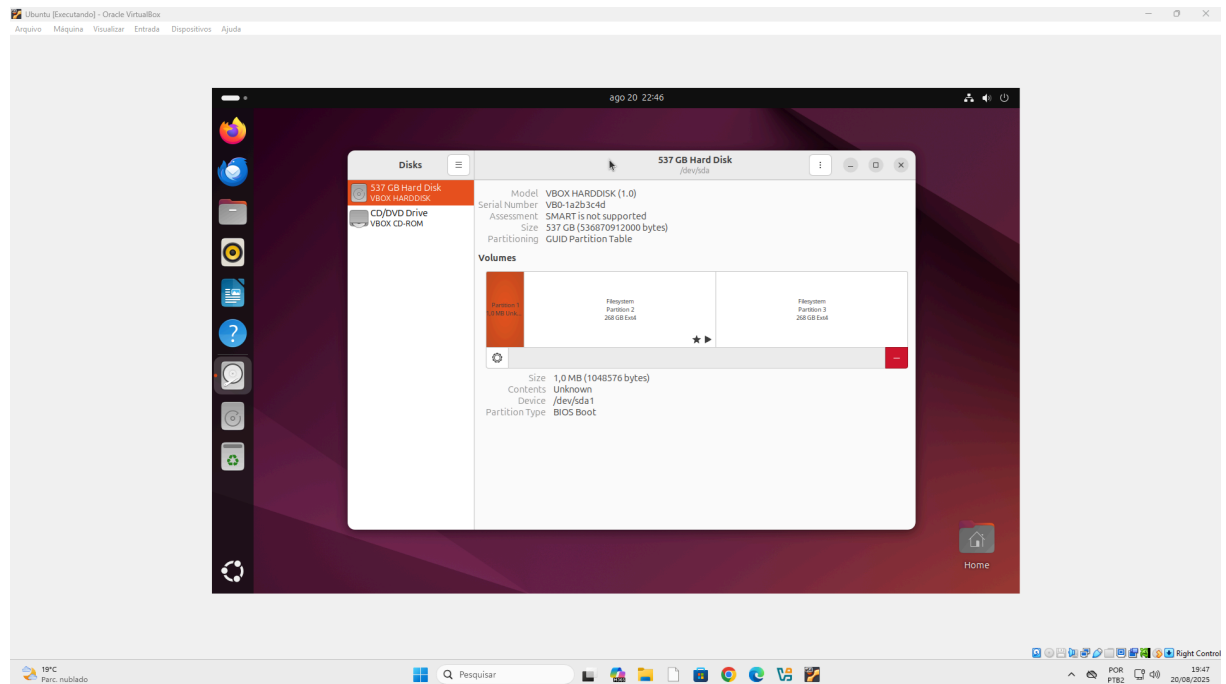 Ubuntu [Executando] - Oracle VirtualBox
Arquivo Máquina Visualizar Entrada Dispositivos Ajuda
ago 20 22:46
Disks
537 GB Hard Disk
/dev/sda
537 GB Hard Disk
VBOX HARDDISK
CD/DVD Drive
VBOX CD-ROM
Model VBOX HARDDISK (1.0)
Serial Number VB0-1a2b3c4d
Assessment SMART is not supported
Size 537 GB (536870912000 bytes)
Partitioning GUID Partition Table
Volumes
Partition 1
1,0 MB Unk...
Filesystem
Partition 2
268 GB Ext4
Filesystem
Partition 3
268 GB Ext4
Size 1,0 MB (1048576 bytes)
Contents Unknown
Device /dev/sda1
Partition Type BIOS Boot
Home
Right Control
19°C
Parc. nublado
Pesquisar
POR
PTB2
19:47
20/08/2025